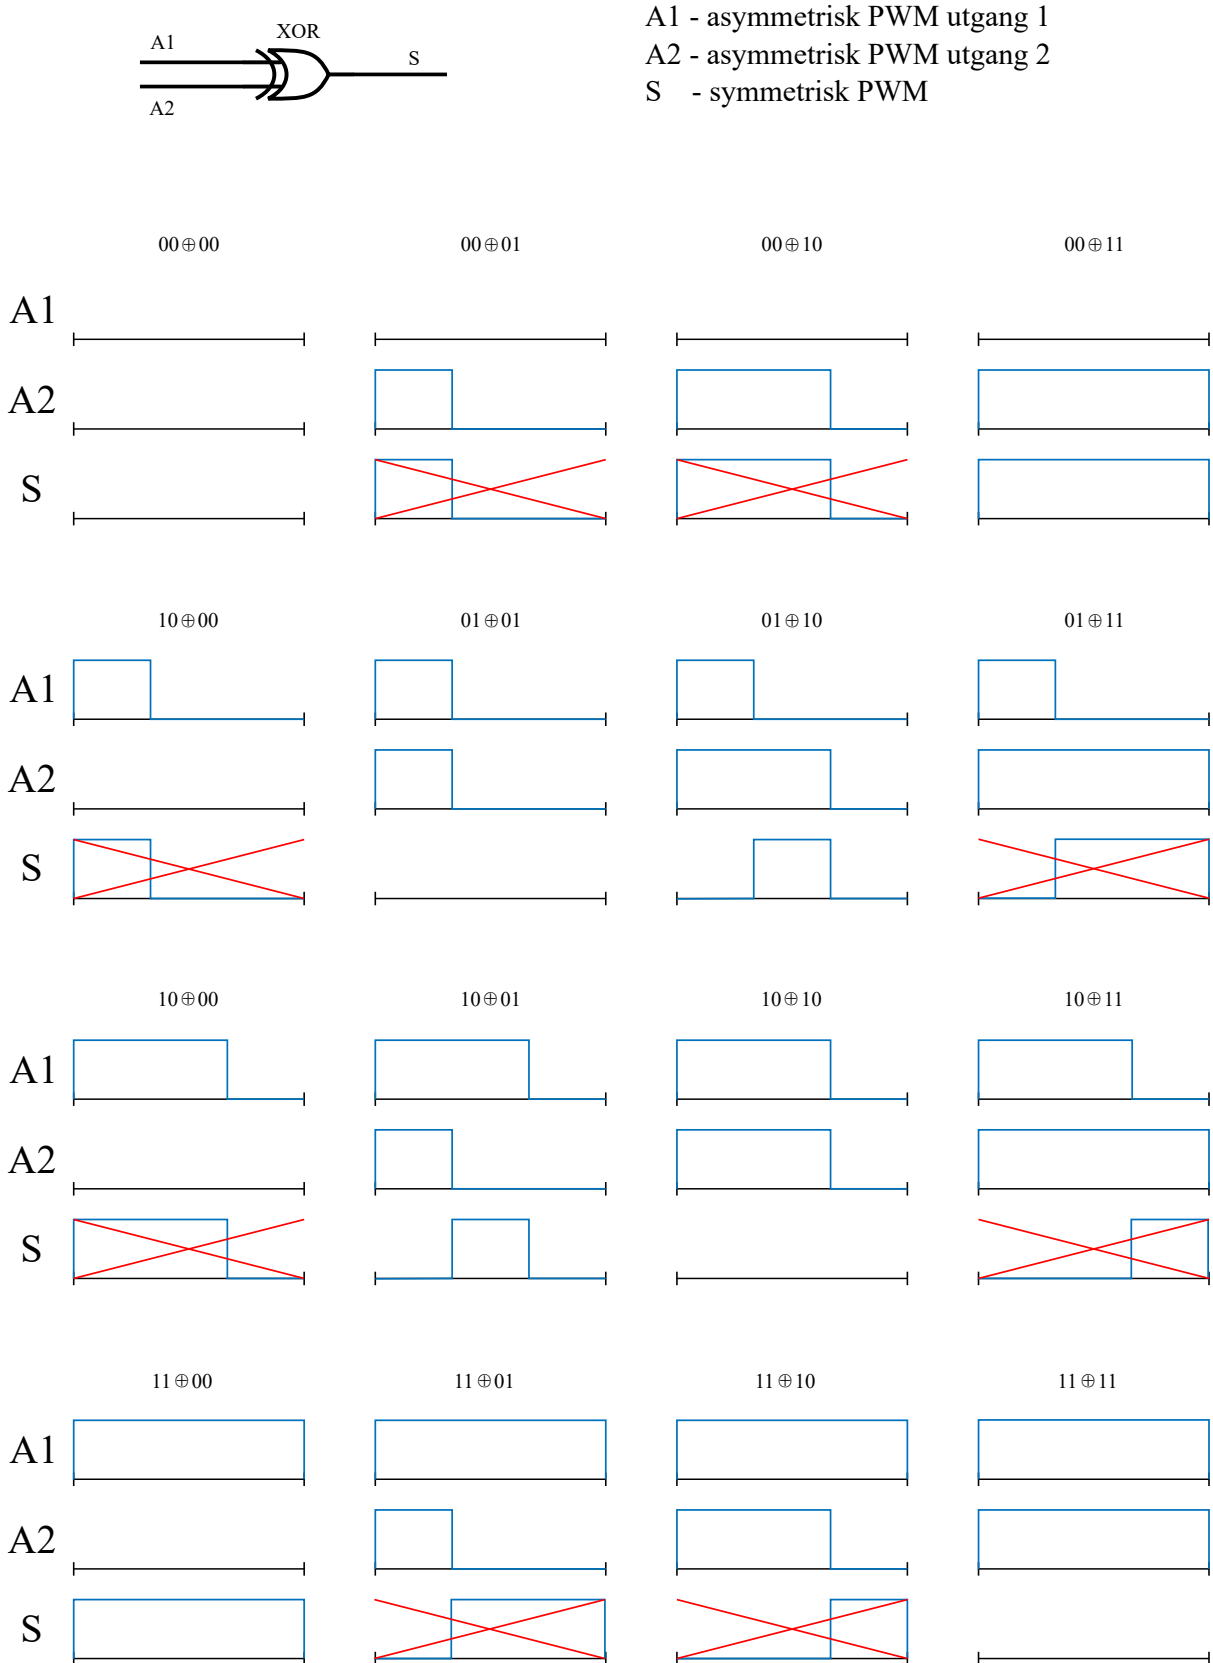 A1 - asymmetrisk PWM utgang 1
XOR
A1
S
A2 - asymmetrisk PWM utgang 2
A2
S - symmetrisk PWM
00⊕00 00⊕01 00⊕10 00⊕11
A1
A2
S
10⊕00 01⊕01 01⊕10 01⊕11
A1
A2
S
10⊕00 10⊕01 10⊕10 10⊕11
A1
A2
S
11⊕00 11⊕01 11⊕10 11⊕11
A1
A2
S